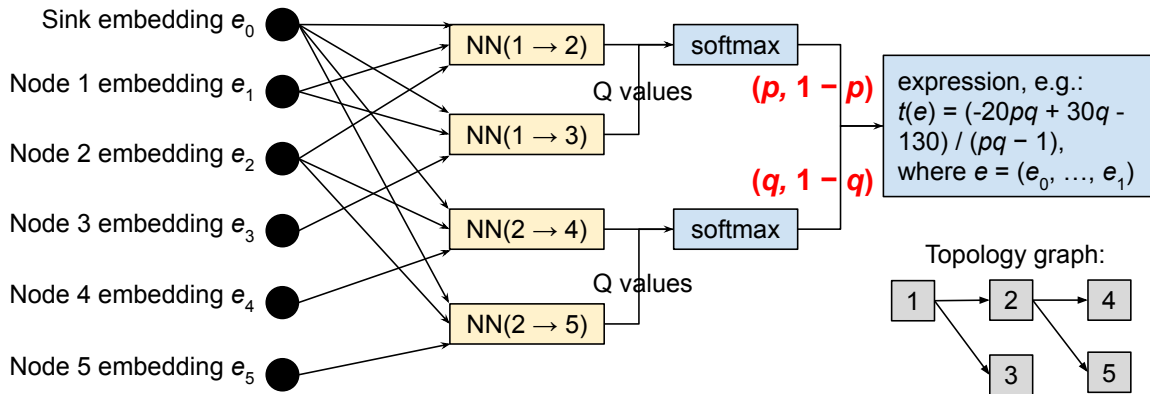 Sink embedding e0
Node 1 embedding e1
Node 2 embedding e2
Node 3 embedding e3
Node 4 embedding e4
Node 5 embedding e5
NN(1 → 2)
NN(1 → 3)
NN(2 → 4)
NN(2 → 5)
Q values
Q values
softmax
softmax
(p, 1 − p)
(q, 1 − q)
expression, e.g.:
t(e) = (-20pq + 30q -
130) / (pq − 1),
where e = (e0, …, e1)
Topology graph:
1
2
4
3
5